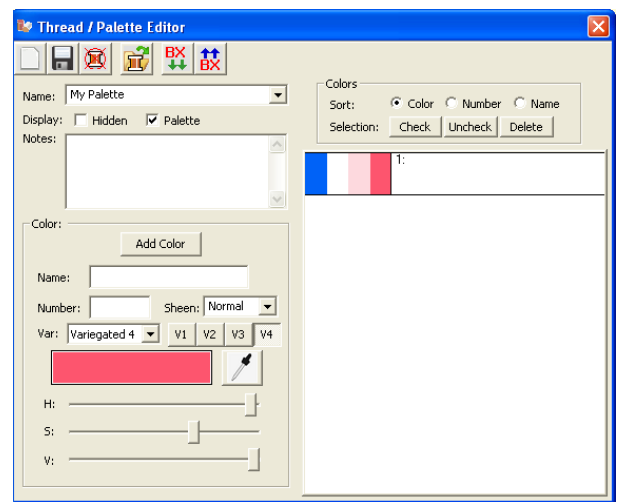 Thread / Palette Editor
BX
BX
Name: My Palette
Display: Hidden Palette
Notes:
Colors
Sort: Color Number Name
Selection: Check Uncheck Delete
1:
Color:
Add Color
Name:
Number: Sheen: Normal
Var: Variegated 4 V1 V2 V3 V4
H:
S:
V: